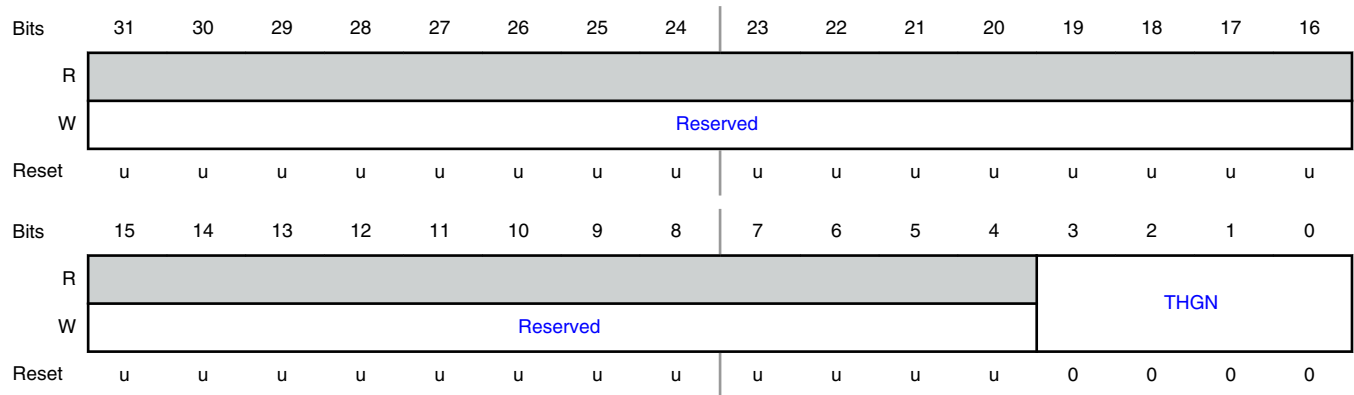 Bits 31 30 29 28 27 26 25 24 23 22 21 20 19 18 17 16
R
W Reserved
Reset u u u u u u u u u u u u u u u u
Bits 15 14 13 12 11 10 9 8 7 6 5 4 3 2 1 0
R
THGN
W Reserved
Reset u u u u u u u u u u u u 0 0 0 0